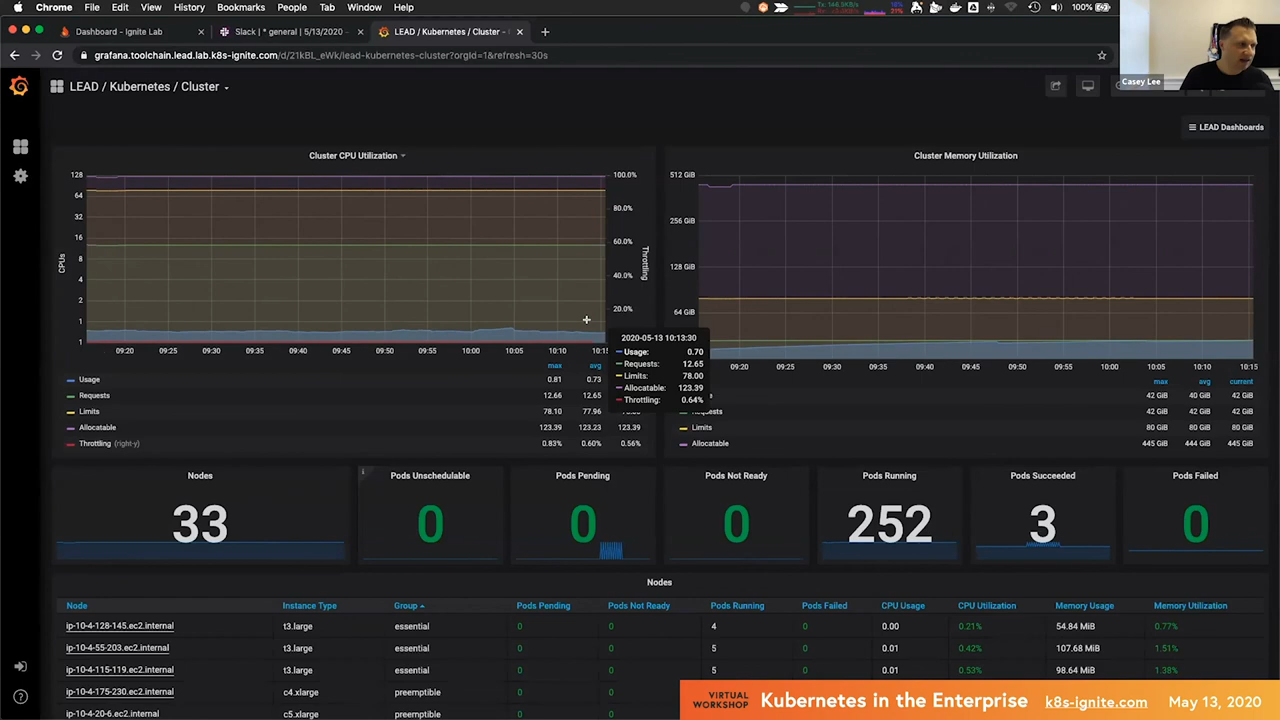 Chrome File Edit View History Bookmarks People Tab Window Help 100%
Dashboard - Ignite Lab
Slack | * general | 5/13/2020
LEAD / Kubernetes / Cluster -
grafana.toolchain.lead.lab.k8s-ignite.com/d/21kBL_eWk/lead-kubernetes-cluster?orgId=1&refresh=30s
Casey Lee
LEAD / Kubernetes / Cluster
LEAD Dashboards
Cluster CPU Utilization
128
64
32
16
8
4
2
1
1
CPUs
100.0%
80.0%
60.0%
40.0%
20.0%
Throttling
09:20 09:25 09:30 09:35 09:40 09:45 09:50 09:55 10:00 10:05 10:10 10:15
max avg
Usage 0.81 0.73
Requests 12.66 12.65
Limits 78.10 77.96
Allocatable 123.39 123.23 123.39
Throttling (right-y) 0.83% 0.60% 0.56%
2020-05-13 10:13:30
Usage: 0.70
Requests: 12.65
Limits: 78.00
Allocatable: 123.39
Throttling: 0.64%
Cluster Memory Utilization
512 GiB
256 GiB
128 GiB
64 GiB
09:20 09:25 09:30 09:35 09:40 09:45 09:50 09:55 10:00 10:05 10:10 10:15
max avg current
42 GiB 40 GiB 42 GiB
Requests 42 GiB 42 GiB 42 GiB
Limits 80 GiB 80 GiB 80 GiB
Allocatable 445 GiB 444 GiB 445 GiB
Nodes
33
Pods Unschedulable
0
Pods Pending
0
Pods Not Ready
0
Pods Running
252
Pods Succeeded
3
Pods Failed
0
Nodes
Node Instance Type Group Pods Pending Pods Not Ready Pods Running Pods Failed CPU Usage CPU Utilization Memory Usage Memory Utilization
ip-10-4-128-145.ec2.internal t3.large essential 0 0 4 0 0.00 0.21% 54.84 MiB 0.77%
ip-10-4-55-203.ec2.internal t3.large essential 0 0 5 0 0.01 0.42% 107.68 MiB 1.51%
ip-10-4-115-119.ec2.internal t3.large essential 0 0 5 0 0.01 0.53% 98.64 MiB 1.38%
ip-10-4-175-230.ec2.internal c4.xlarge preemptible 0 0
ip-10-4-20-6.ec2.internal c5.xlarge preemptible 0 0
VIRTUAL WORKSHOP
Kubernetes in the Enterprise
k8s-ignite.com
May 13, 2020